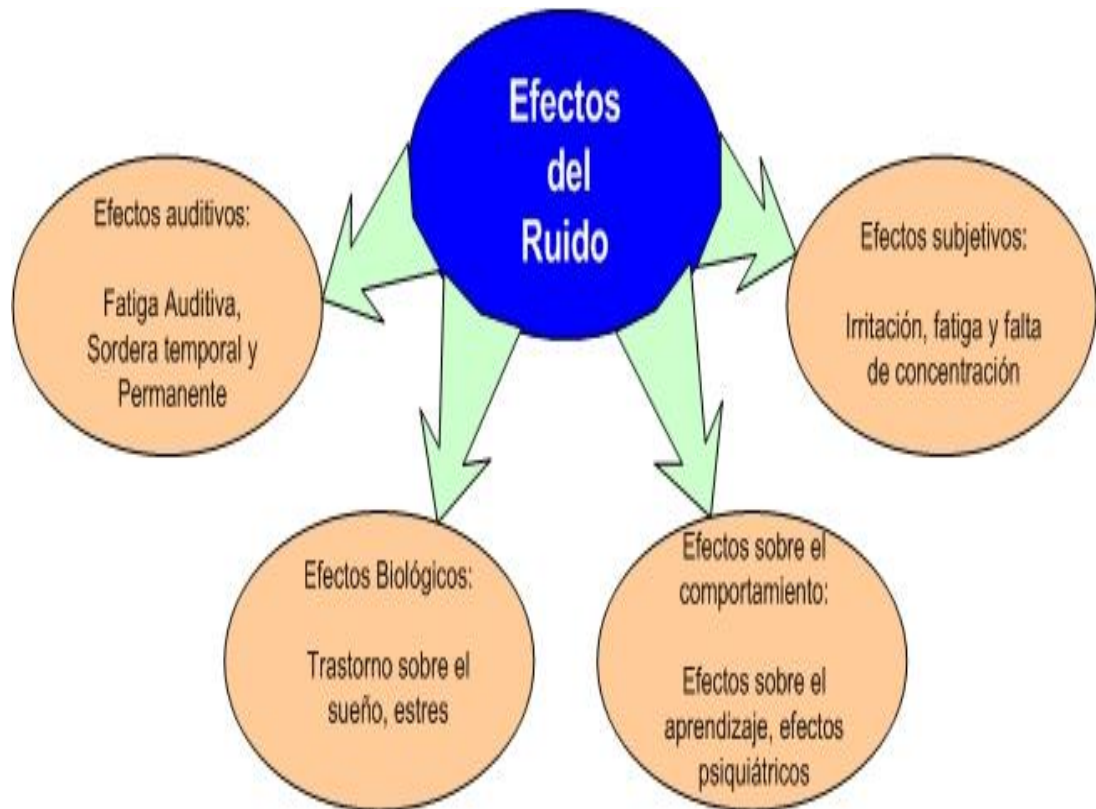 Efectos
del
Ruido
Efectos auditivos:
Fatiga Auditiva,
Sordera temporal y
Permanente
Efectos subjetivos:
Irritación, fatiga y falta
de concentración
Efectos Biológicos:
Trastorno sobre el
sueño, estres
Efectos sobre el
comportamiento:
Efectos sobre el
aprendizaje, efectos
psiquiátricos